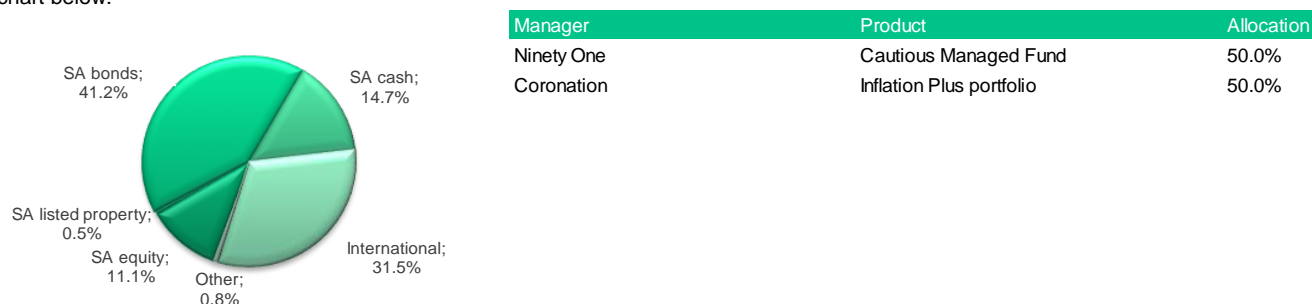 chart below.
Manager Product Allocation
Ninety One Cautious Managed Fund 50.0%
Coronation Inflation Plus portfolio 50.0%
SA bonds;
41.2%
SA cash;
14.7%
SA listed property;
0.5%
SA equity;
11.1%
Other;
0.8%
International;
31.5%